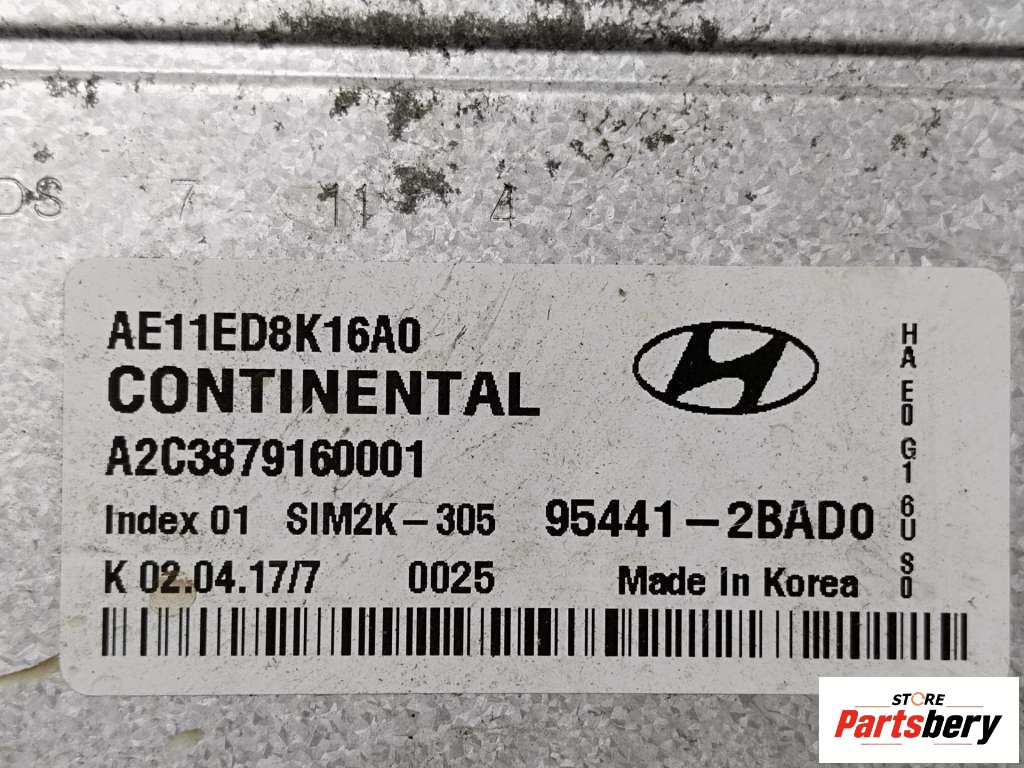 OS 7 11 4
AE11ED8K16A0
CONTINENTAL
A2C3879160001
Index 01 SIM2K-305 95441-2BAD0
K 02.04.17/7 0025 Made in Korea
HA E0 G1 6U S0
STORE
Partsbery